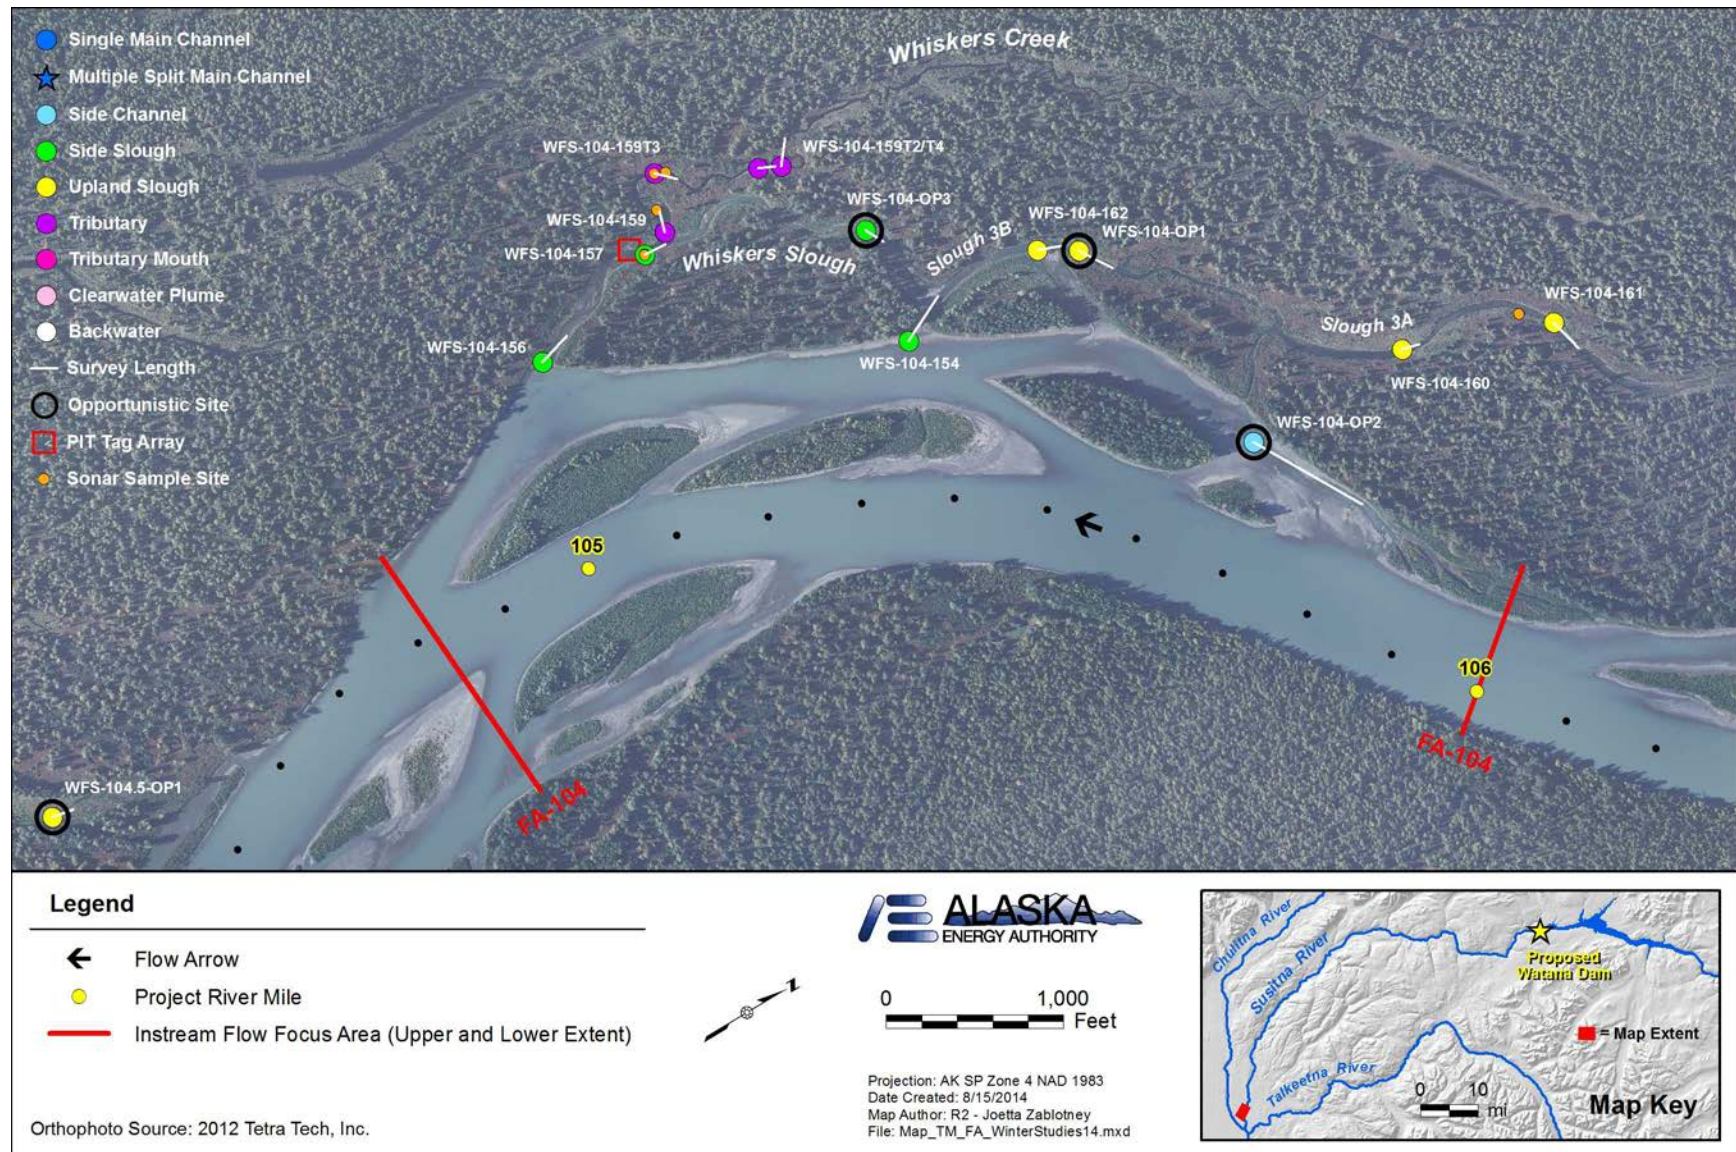 Single Main Channel
Multiple Split Main Channel
Side Channel
Side Slough
Upland Slough
Tributary
Tributary Mouth
Clearwater Plume
Backwater
Survey Length
Opportunistic Site
PIT Tag Array
Sonar Sample Site
Whiskers Creek
WFS-104-159T3
WFS-104-159T2/T4
WFS-104-159
WFS-104-OP3
WFS-104-162
WFS-104-OP1
WFS-104-157
Whiskers Slough
Slough 3B
WFS-104-161
Slough 3A
WFS-104-156
WFS-104-154
WFS-104-160
WFS-104-OP2
105
106
FA-104
FA-104
WFS-104.5-OP1
Legend
Flow Arrow
Project River Mile
Instream Flow Focus Area (Upper and Lower Extent)
Orthophoto Source: 2012 Tetra Tech, Inc.
ALASKA
ENERGY AUTHORITY
N
0 1,000
Feet
Projection: AK SP Zone 4 NAD 1983
Date Created: 8/15/2014
Map Author: R2 - Joetta Zablotney
File: Map_TM_FA_WinterStudies14.mxd
Chulitna River
Susitna River
Proposed
Watana Dam
= Map Extent
Talkeetna River
0 10
mi
Map Key